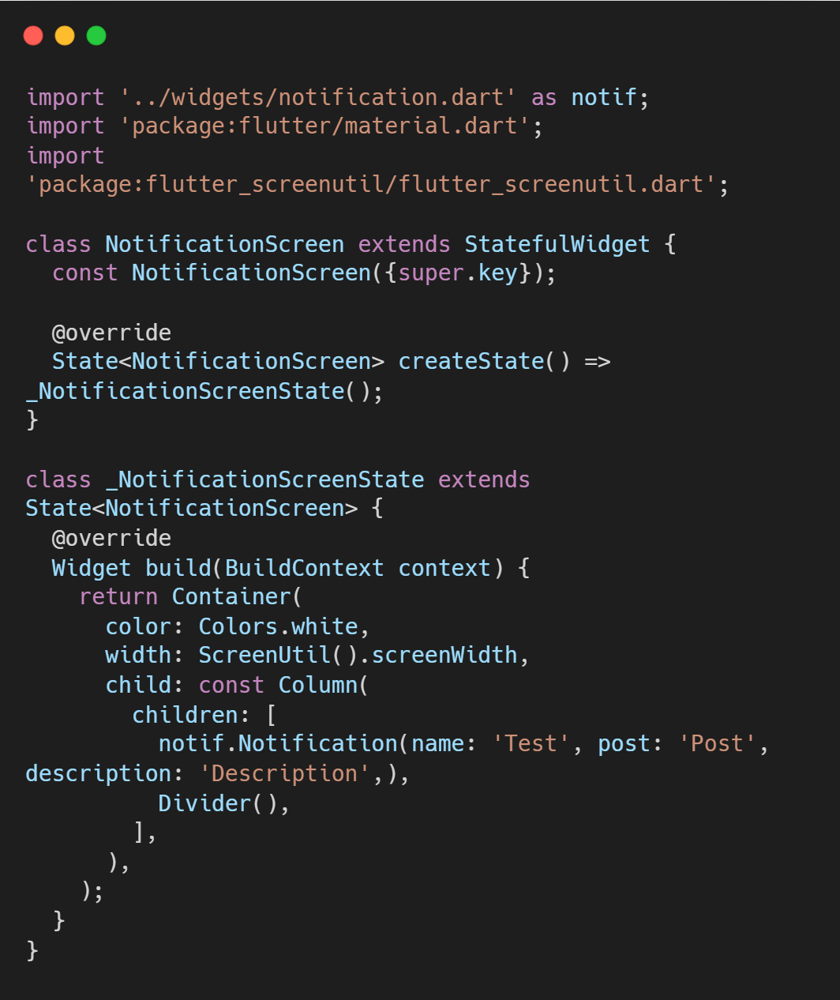 import '../widgets/notification.dart' as notif;
import 'package:flutter/material.dart';
import
'package:flutter_screenutil/flutter_screenutil.dart';

class NotificationScreen extends StatefulWidget {
  const NotificationScreen({super.key});

  @override
  State<NotificationScreen> createState() =>
_NotificationScreenState();
}

class _NotificationScreenState extends
State<NotificationScreen> {
  @override
  Widget build(BuildContext context) {
    return Container(
      color: Colors.white,
      width: ScreenUtil().screenWidth,
      child: const Column(
        children: [
          notif.Notification(name: 'Test', post: 'Post',
description: 'Description',),
          Divider(),
        ],
      ),
    );
  }
}